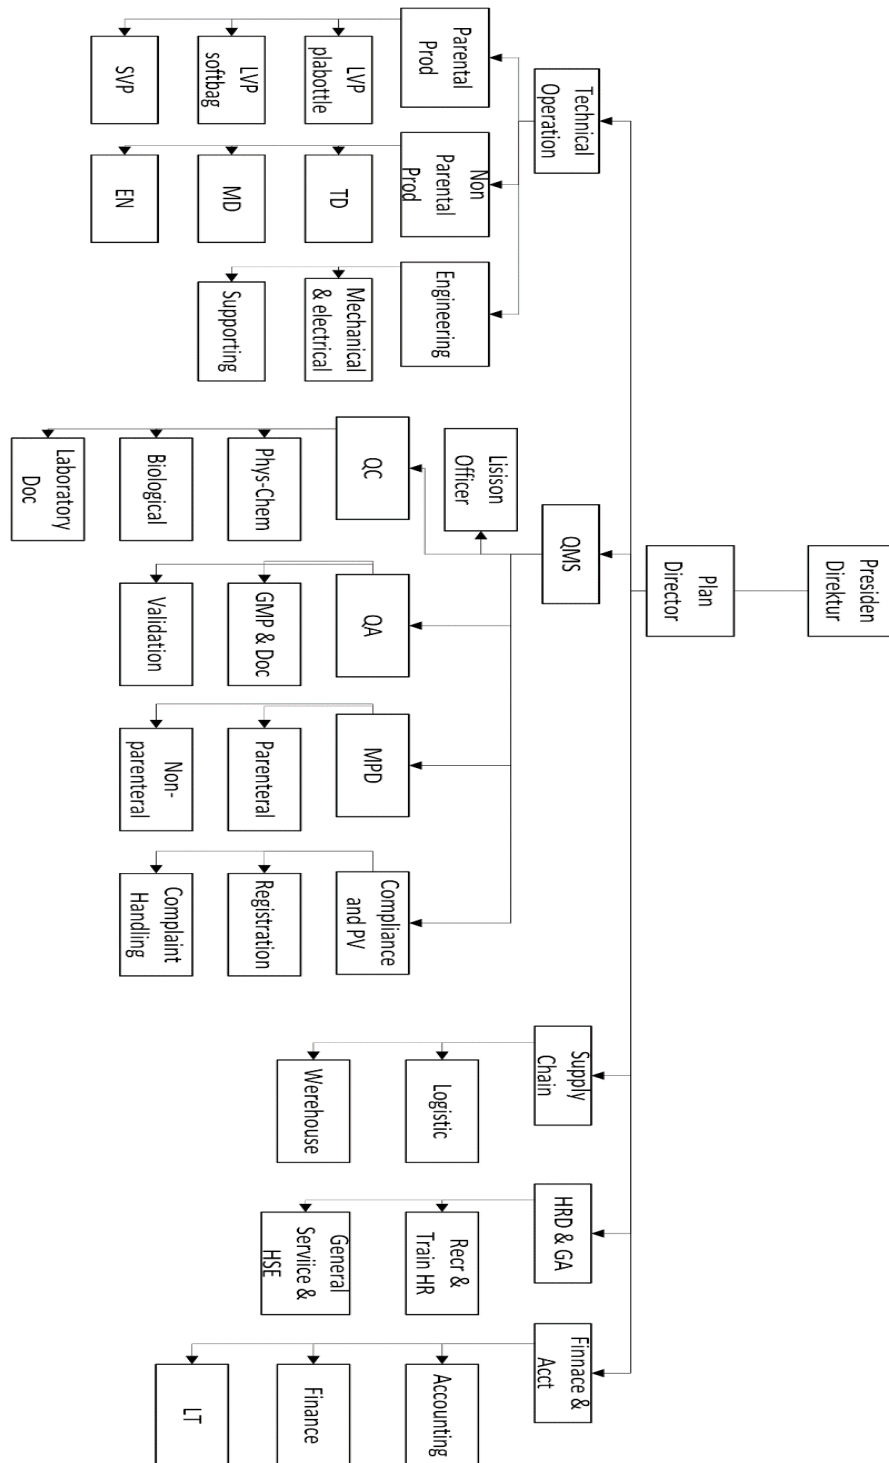 Presiden
Direktur
Plan
Director
Technical
Operation
QMS
Supply
Chain
HRD & GA
Finnace &
Acct
Parental
Prod
Non
Parental
Prod
Engineering
Lisison
Officer
QC
QA
MPD
Compliance
and PV
Logistic
Werehouse
Recr &
Train HR
General
Serviice &
HSE
Accounting
Finance
LT
LVP
plabottle
LVP
softbag
SVP
TD
MD
EN
Mechanical
& electrical
Supporting
Phys-Chem
Biological
Laboratory
Doc
GMP & Doc
Validation
Parenteral
Non-
parenteral
Registration
Complaint
Handling